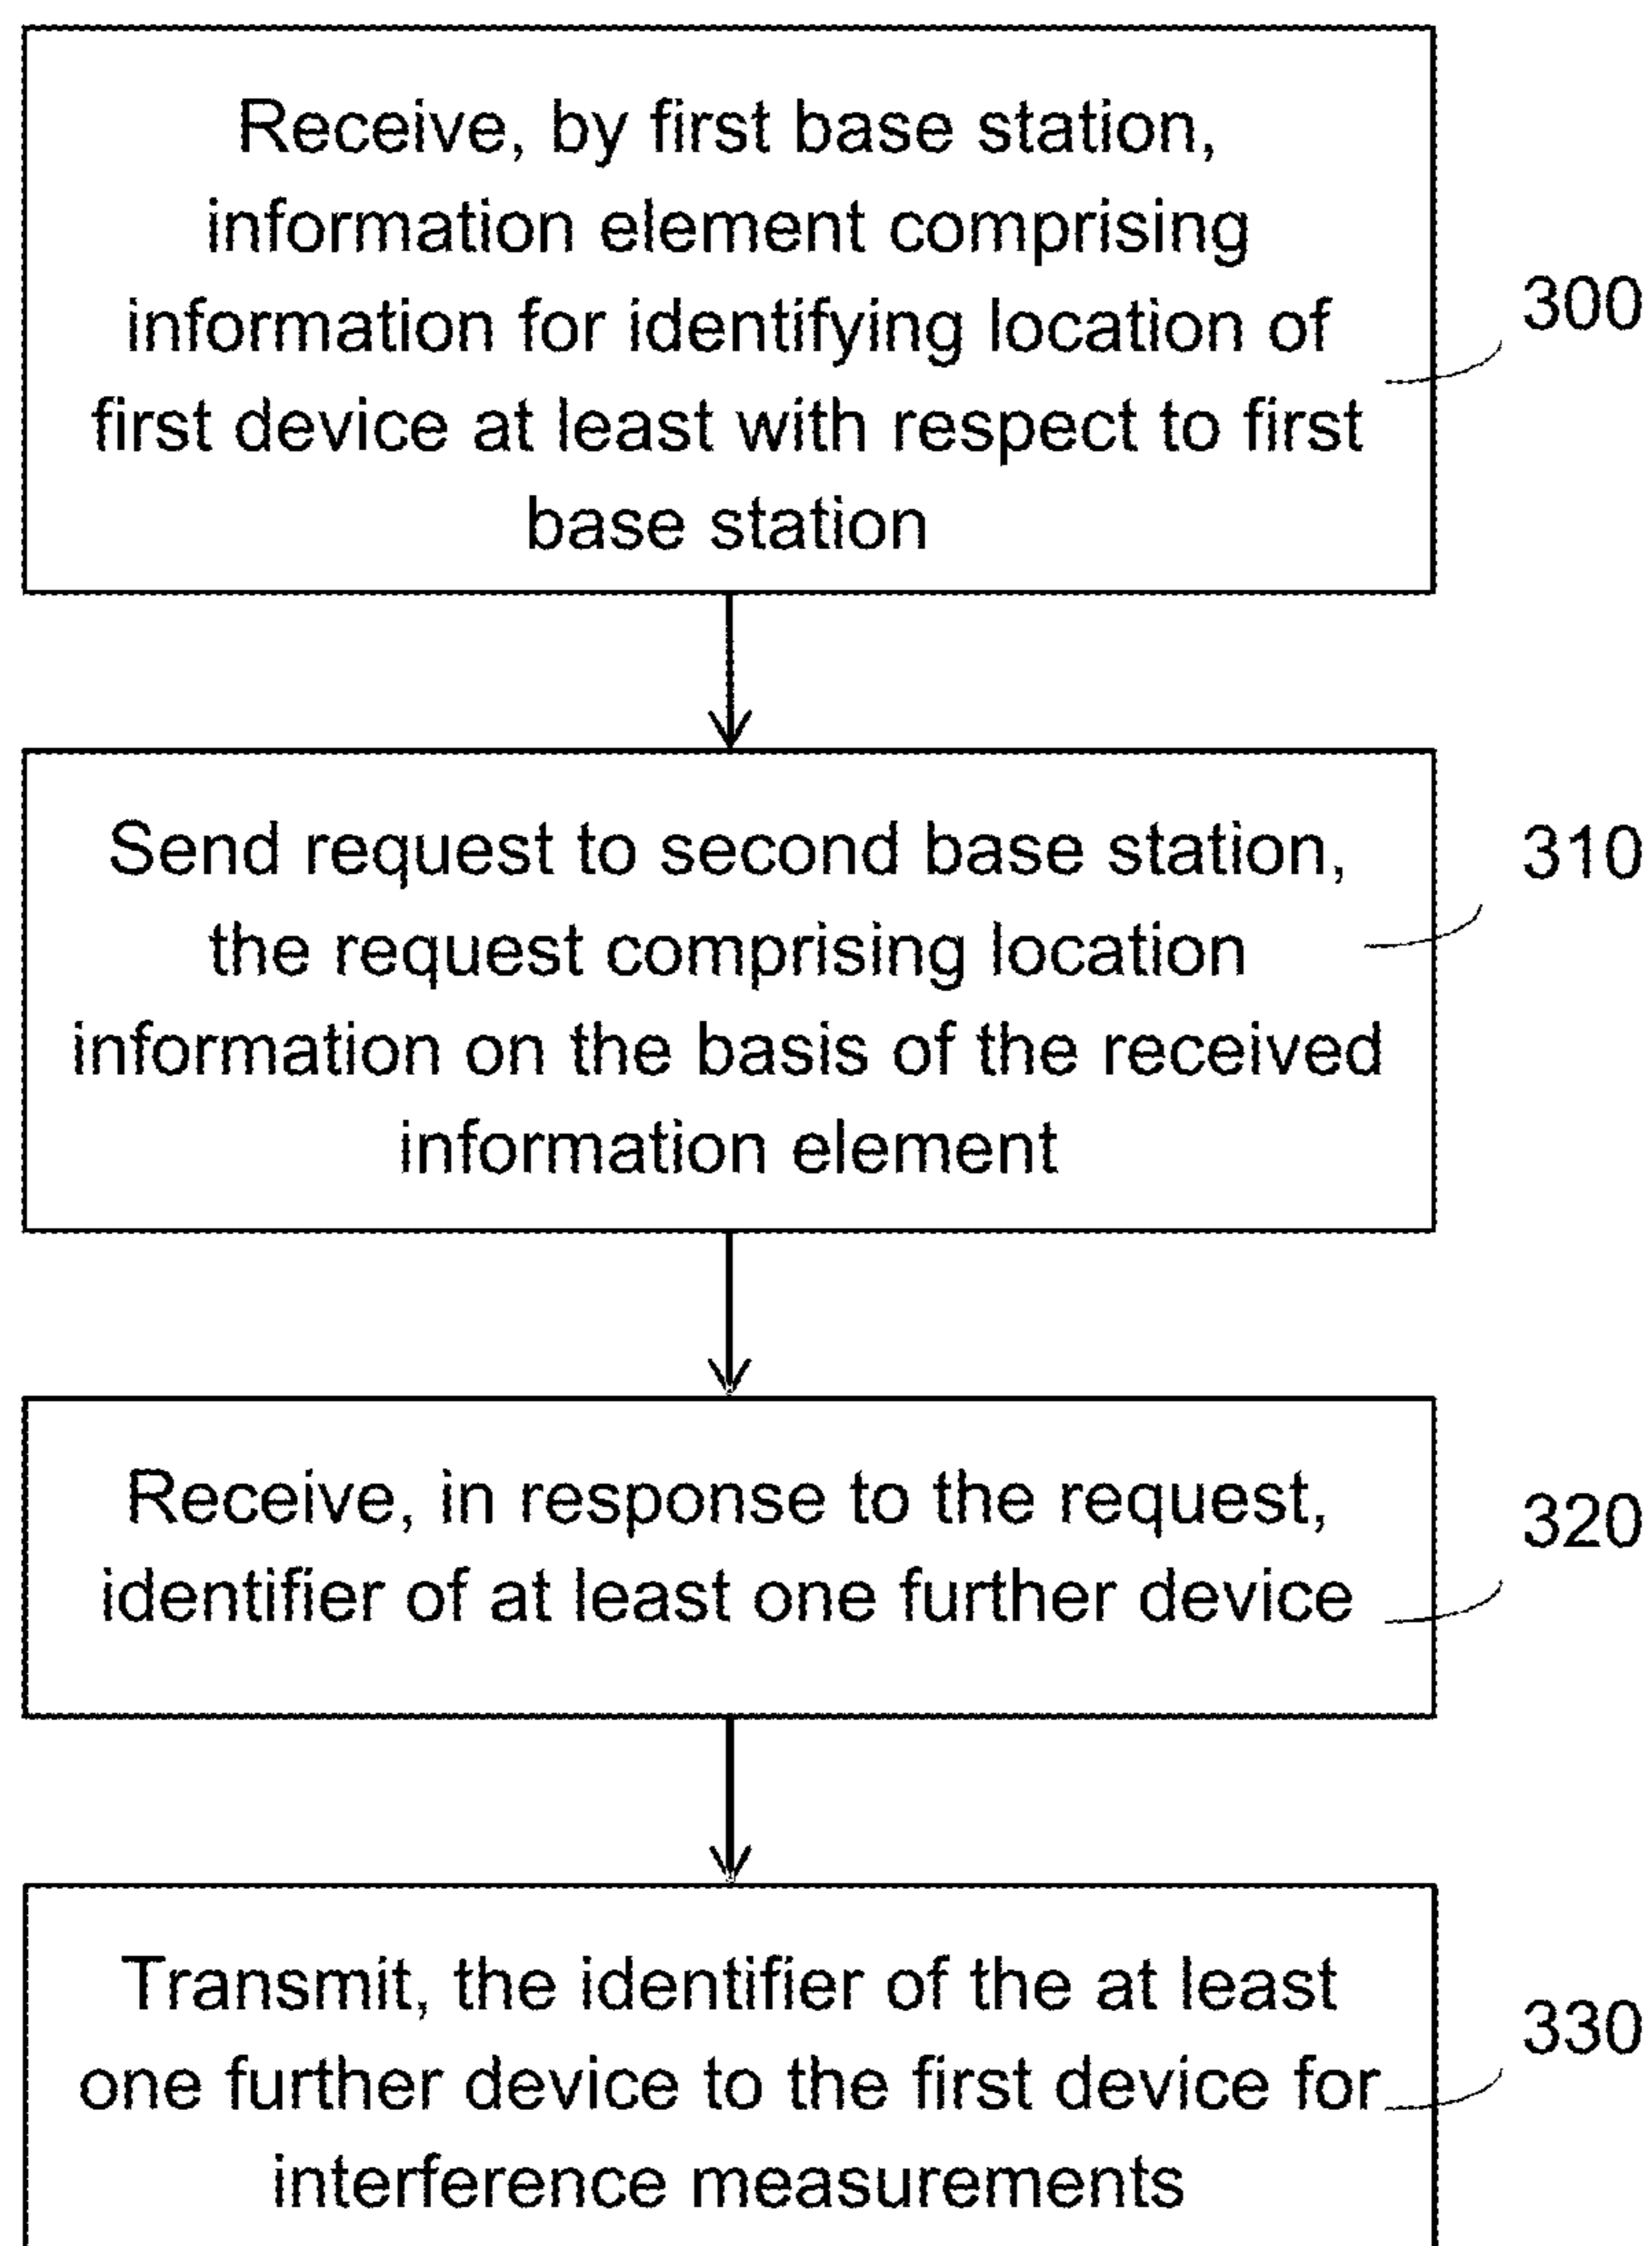 Receive, by first base station,
information element comprising
information for identifying location of
first device at least with respect to first
base station
300
Send request to second base station,
the request comprising location
information on the basis of the received
information element
310
Receive, in response to the request,
identifier of at least one further device
320
Transmit, the identifier of the at least
one further device to the first device for
interference measurements
330